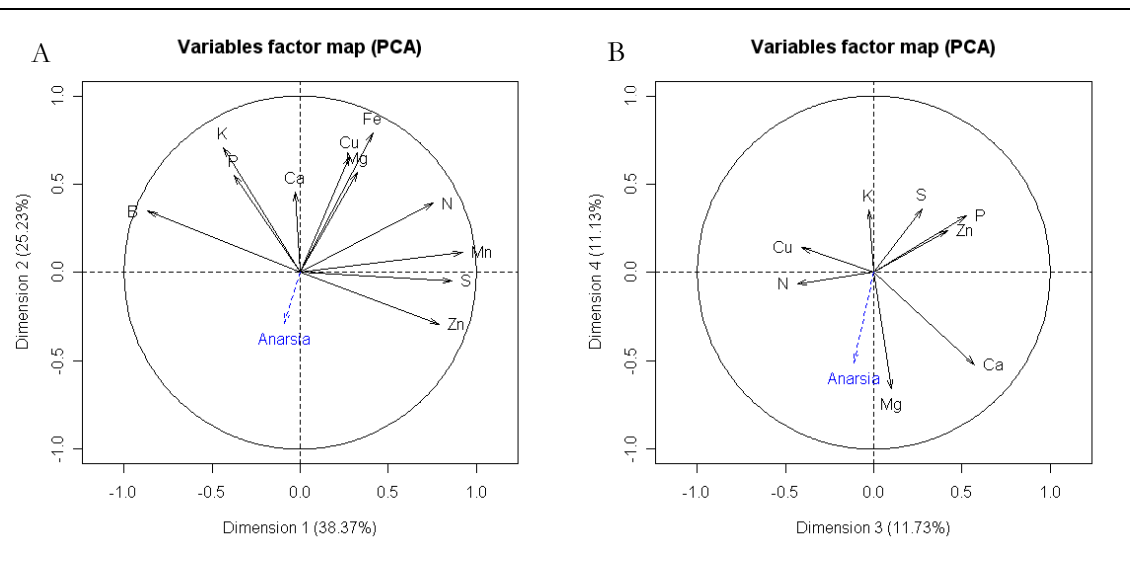 A
Variables factor map (PCA)
Dimension 2 (25.23%)
1.0
0.5
0.0
-0.5
-1.0
Fe
K
Cu
P
Mg
Ca
B
N
Mn
S
Zn
Anarsia
-1.0
-0.5
0.0
0.5
1.0
Dimension 1 (38.37%)
B
Variables factor map (PCA)
Dimension 4 (11.13%)
1.0
0.5
0.0
-0.5
-1.0
K
S
P
Zn
Cu
N
Ca
Anarsia
Mg
-1.0
-0.5
0.0
0.5
1.0
Dimension 3 (11.73%)